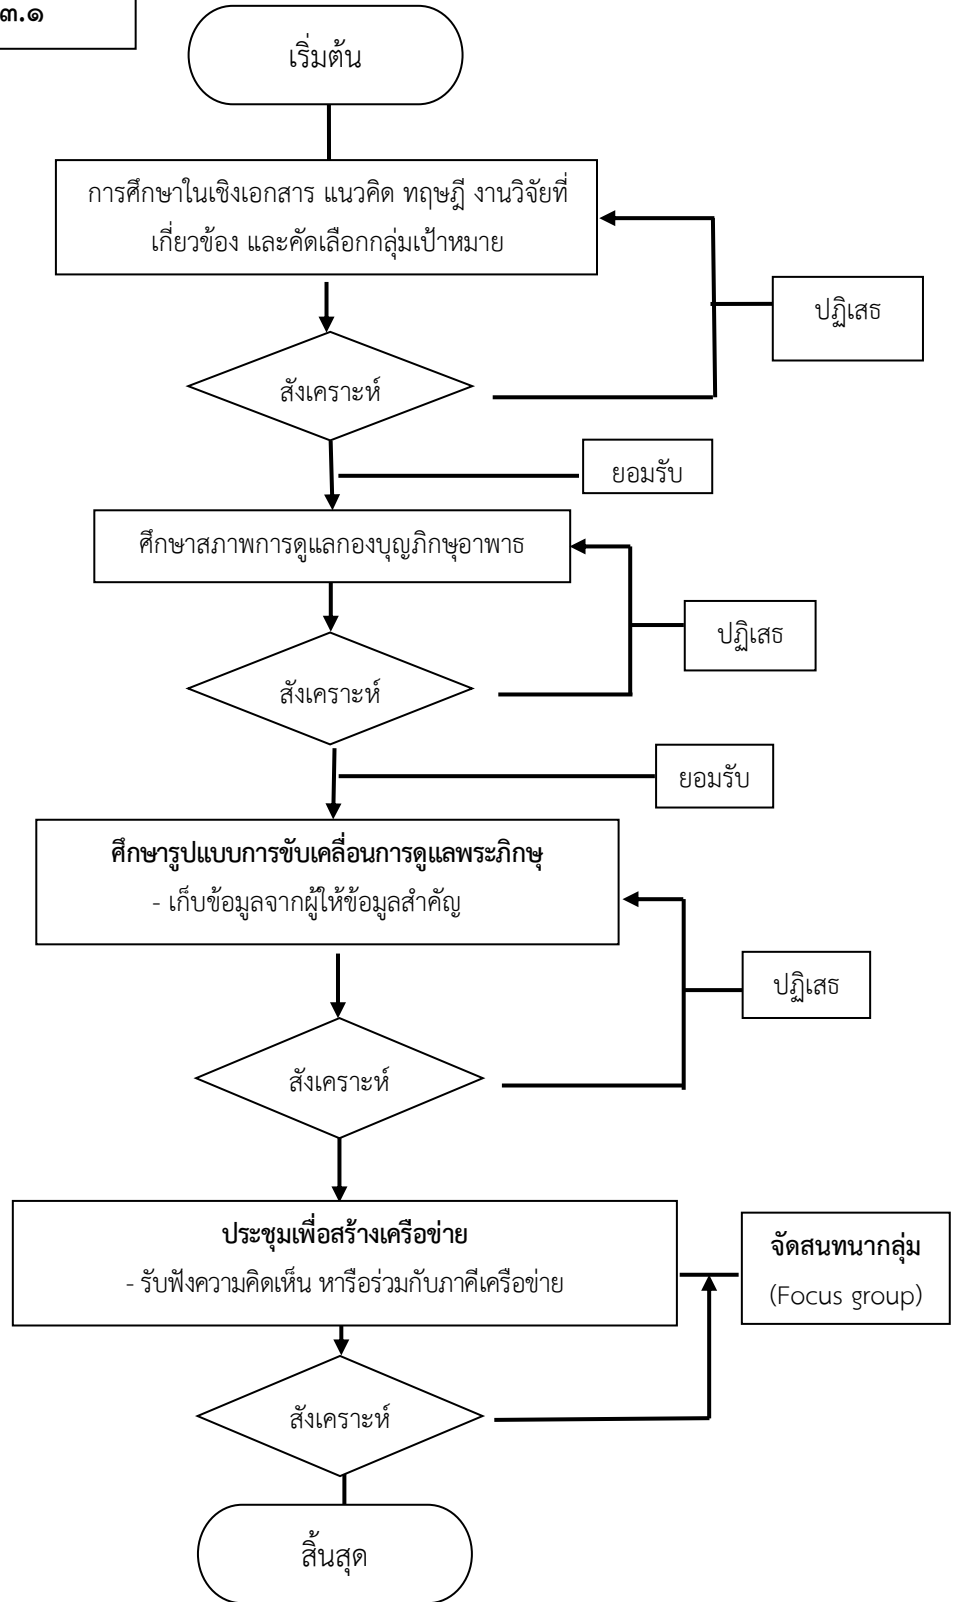 ๓.๑
เริ่มต้น
การศึกษาในเชิงเอกสาร แนวคิด ทฤษฎี งานวิจัยที่
เกี่ยวข้อง และคัดเลือกกลุ่มเป้าหมาย
ปฏิเสธ
สังเคราะห์
ยอมรับ
ศึกษาสภาพการดูแลกองบุญภิกษุอาพาธ
ปฏิเสธ
สังเคราะห์
ยอมรับ
ศึกษารูปแบบการขับเคลื่อนการดูแลพระภิกษุ
- เก็บข้อมูลจากผู้ให้ข้อมูลสำคัญ
ปฏิเสธ
สังเคราะห์
ประชุมเพื่อสร้างเครือข่าย
- รับฟังความคิดเห็น หารือร่วมกับภาคีเครือข่าย
จัดสนทนากลุ่ม
(Focus group)
สังเคราะห์
สิ้นสุด